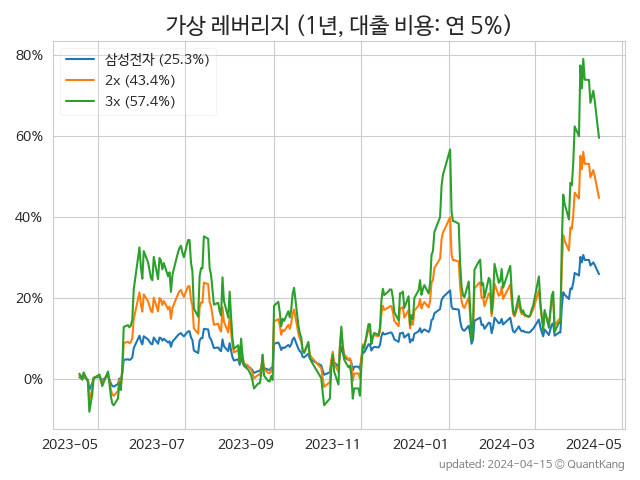 가상 레버리지 (1년, 대출 비용: 연 5%)
삼성전자 (25.3%)
2x (43.4%)
3x (57.4%)
80%
60%
40%
20%
0%
2023-05 2023-07 2023-09 2023-11 2024-01 2024-03 2024-05
updated: 2024-04-15 © QuantKang